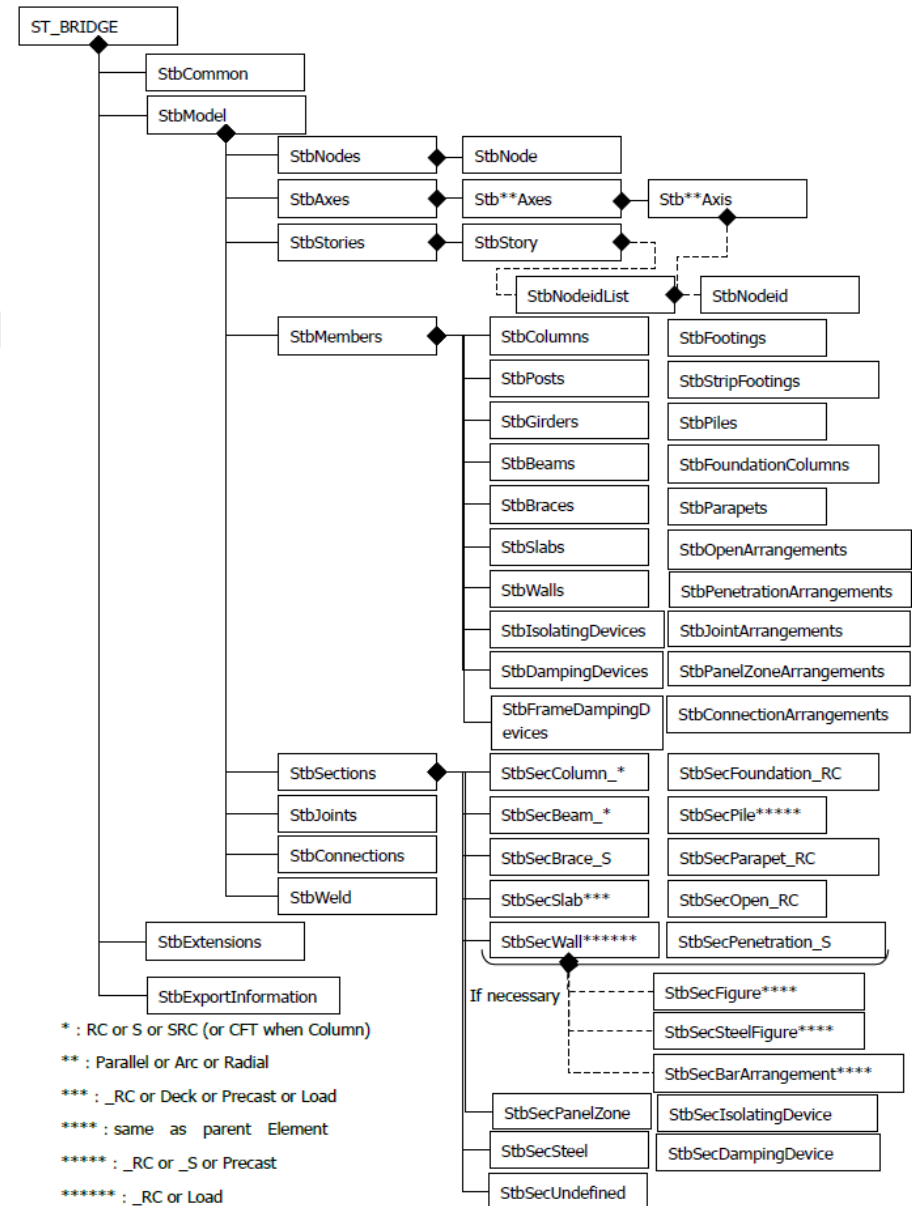 ST_BRIDGE
StbCommon
StbModel
StbNodes
StbNode
StbAxes
Stb**Axes
Stb**Axis
StbStories
StbStory
StbNodeidList
StbNodeid
StbMembers
StbColumns
StbFootings
StbPosts
StbStripFootings
StbGirders
StbPiles
StbBeams
StbFoundationColumns
StbBraces
StbParapets
StbSlabs
StbOpenArrangements
StbWalls
StbPenetrationArrangements
StbIsolatingDevices
StbJointArrangements
StbDampingDevices
StbPanelZoneArrangements
StbFrameDampingD
evices
StbConnectionArrangements
StbSections
StbSecColumn_*
StbSecFoundation_RC
StbJoints
StbSecBeam_*
StbSecPile*****
StbConnections
StbSecBrace_S
StbSecParapet_RC
StbWeld
StbSecSlab***
StbSecOpen_RC
StbExtensions
StbSecWall******
StbSecPenetration_S
StbExportInformation
If necessary
StbSecFigure****
StbSecSteelFigure****
StbSecBarArrangement****
* : RC or S or SRC (or CFT when Column)
** : Parallel or Arc or Radial
*** : _RC or Deck or Precast or Load
**** : same as parent Element
***** : _RC or _S or Precast
****** : _RC or Load
StbSecPanelZone
StbSecIsolatingDevice
StbSecSteel
StbSecDampingDevice
StbSecUndefined